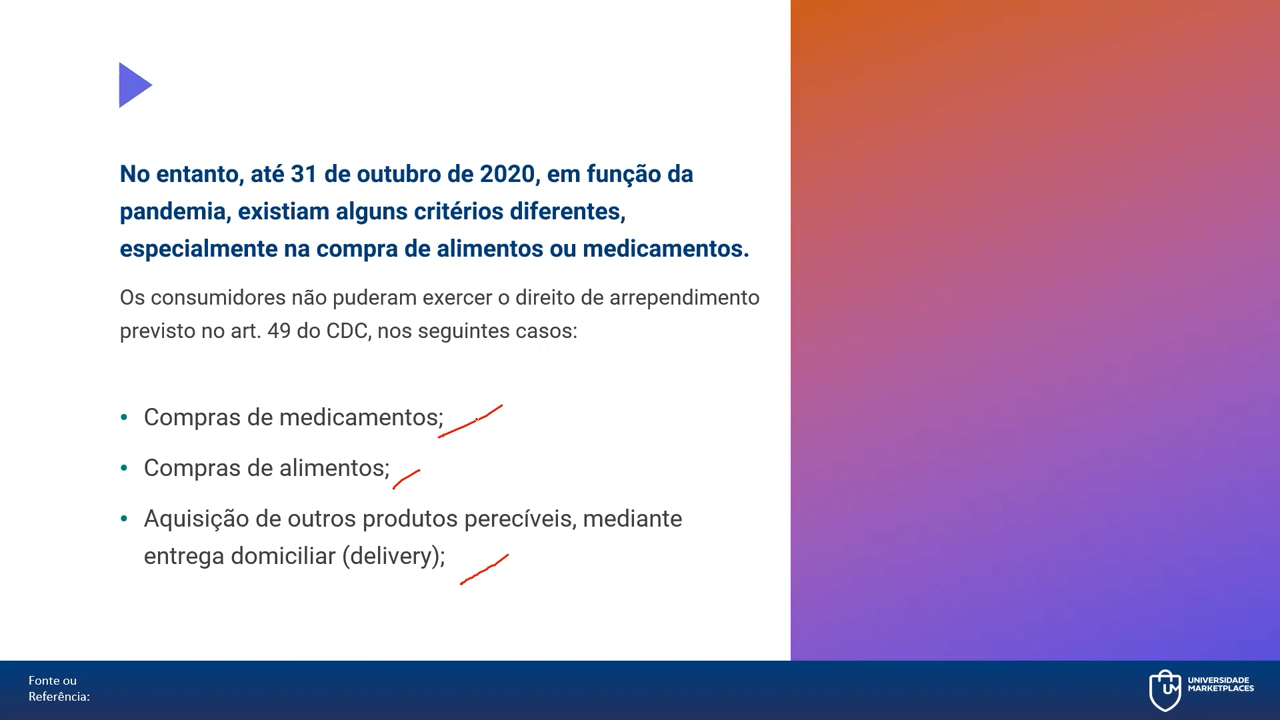 No entanto, até 31 de outubro de 2020, em função da
pandemia, existiam alguns critérios diferentes,
especialmente na compra de alimentos ou medicamentos.
Os consumidores não puderam exercer o direito de arrependimento
previsto no art. 49 do CDC, nos seguintes casos:
• Compras de medicamentos;
• Compras de alimentos;
• Aquisição de outros produtos perecíveis, mediante
entrega domiciliar (delivery);
Fonte ou
Referência:
UM
UNIVERSIDADE
MARKETPLACES